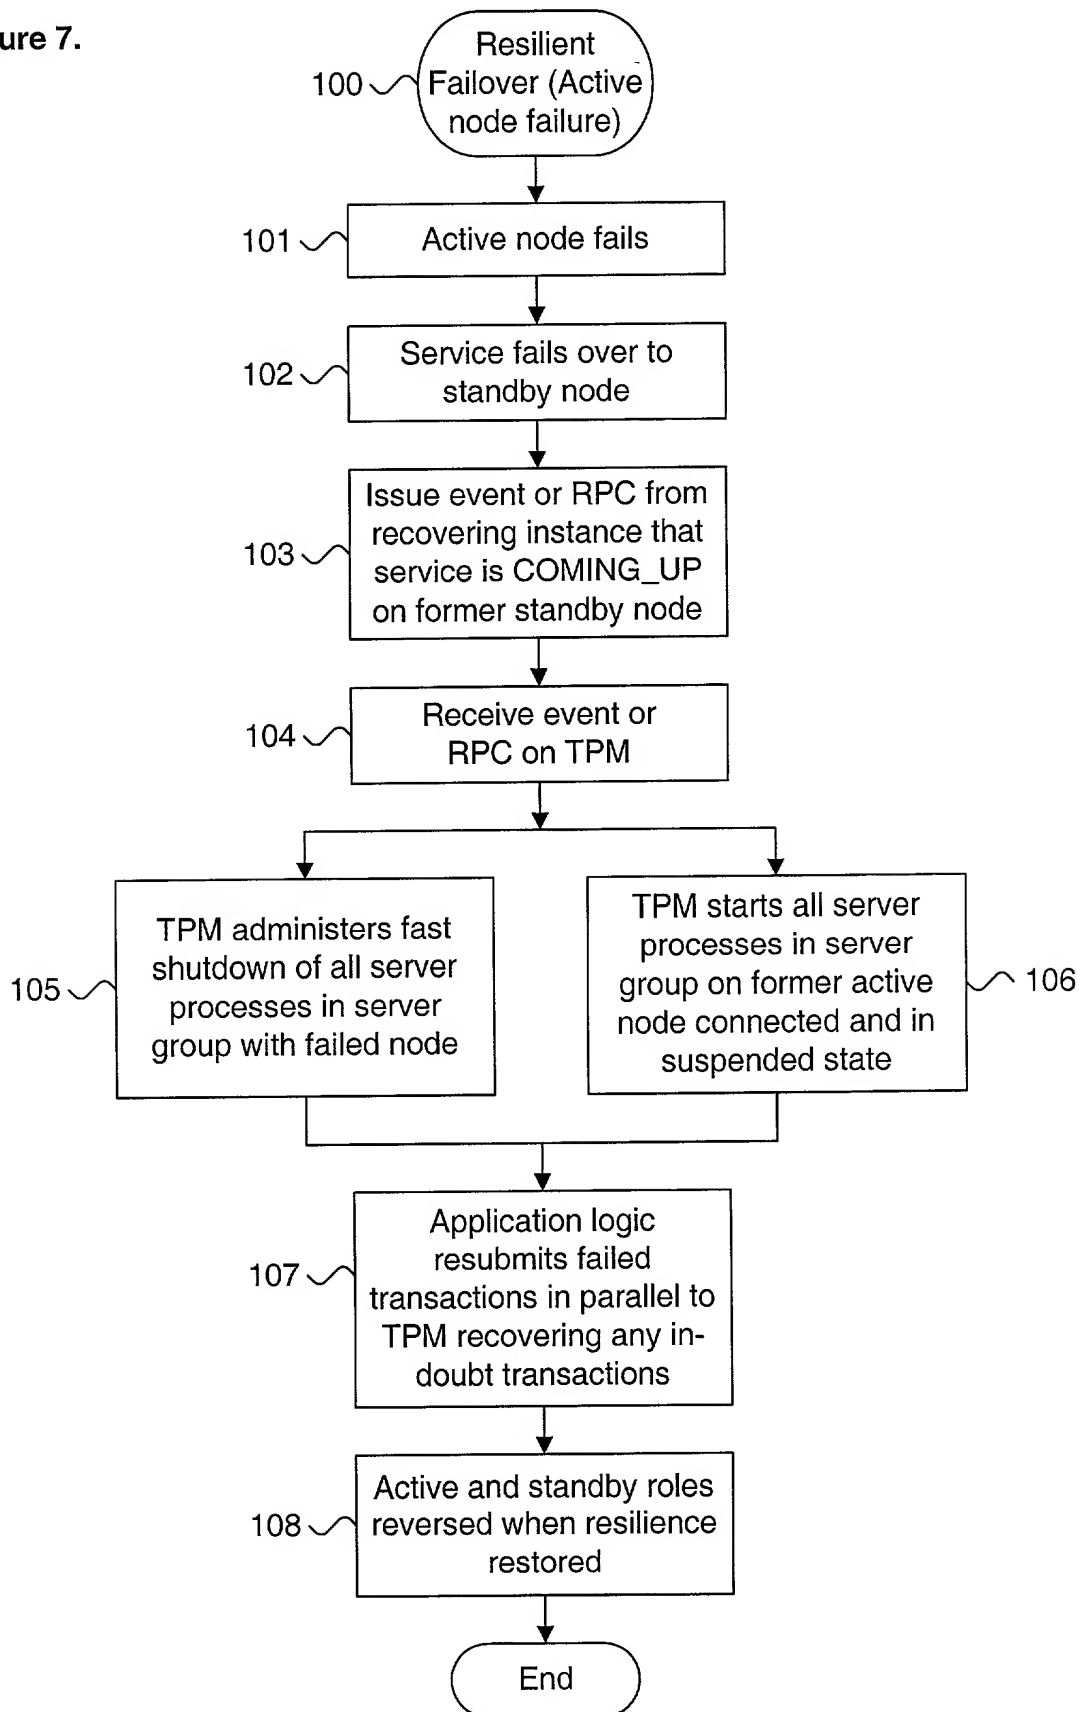 ure 7.
Resilient
Failover (Active
node failure)
100
Active node fails
101
Service fails over to
standby node
102
Issue event or RPC from
recovering instance that
service is COMING_UP
on former standby node
103
Receive event or
RPC on TPM
104
TPM administers fast
shutdown of all server
processes in server
group with failed node
105
TPM starts all server
processes in server
group on former active
node connected and in
suspended state
106
Application logic
resubmits failed
transactions in parallel to
TPM recovering any in-
doubt transactions
107
Active and standby roles
reversed when resilience
restored
108
End